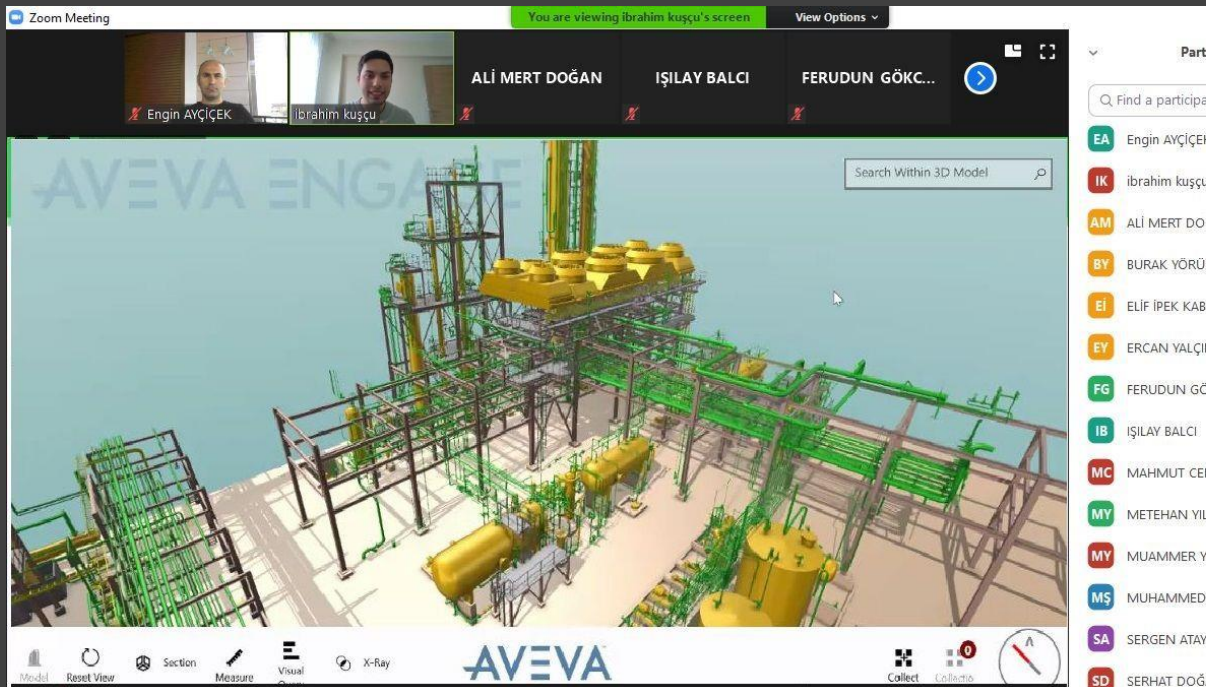 Zoom Meeting
You are viewing ibrahim kuşçu's screen
View Options
Engin AYÇİÇEK
ibrahim kuşçu
ALİ MERT DOĞAN
IŞILAY BALCI
FERUDUN GÖKC...
AVEVA ENGAGE
Search Within 3D Model
Model
Reset View
Section
Measure
Visual
X-Ray
AVEVA
Collect
0
A
Part
Find a participa
EA Engin AYÇİÇEK
IK ibrahim kuşçu
AM ALİ MERT DO
BY BURAK YÖRÜ
Eİ ELİF İPEK KAB
EY ERCAN YALÇI
FG FERUDUN GÖ
IB IŞILAY BALCI
MC MAHMUT CE
MY METEHAN YIL
MY MUAMMER Y
MŞ MUHAMMED
SA SERGEN ATAY
SD SERHAT DOĞ